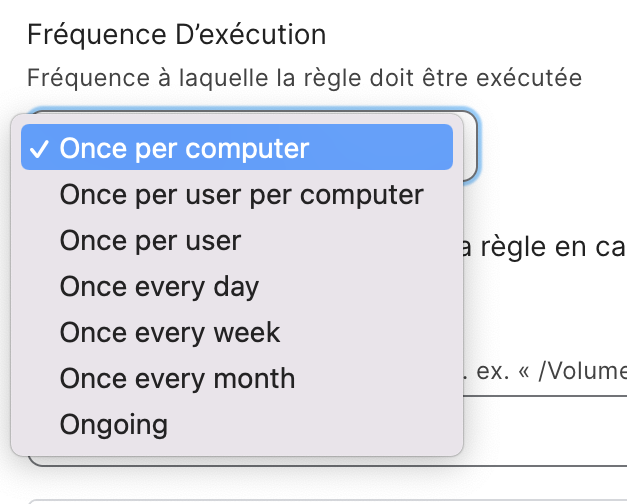 Fréquence D’exécution
Fréquence à laquelle la règle doit être exécutée
✓ Once per computer
Once per user per computer
Once per user
la règle en ca
Once every day
Once every week
Once every month
. ex. « /Volume
Ongoing